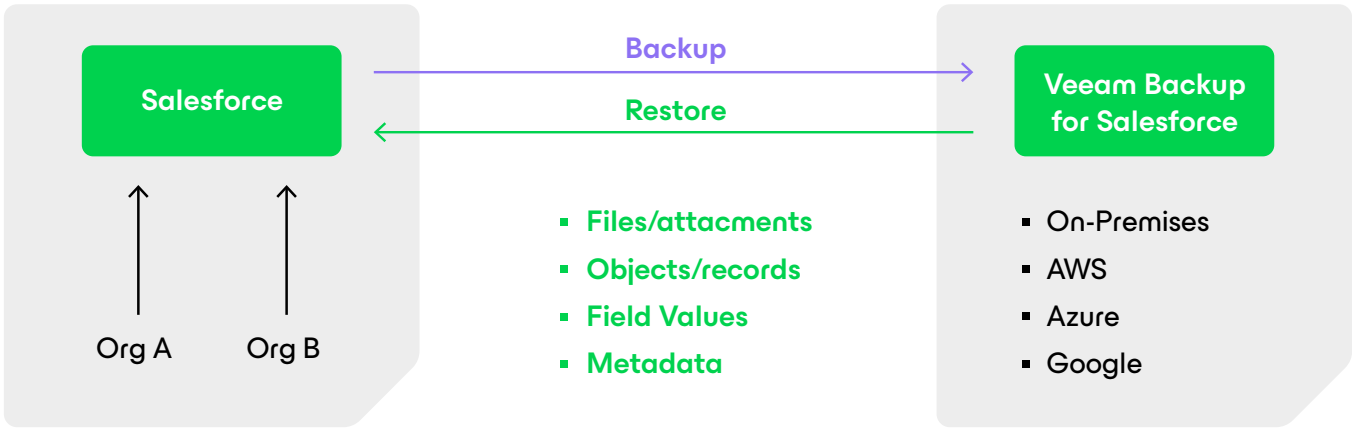 Salesforce
Org A
Org B
Backup
Restore
Files/attacments
Objects/records
Field Values
Metadata
Veeam Backup
for Salesforce
On-Premises
AWS
Azure
Google